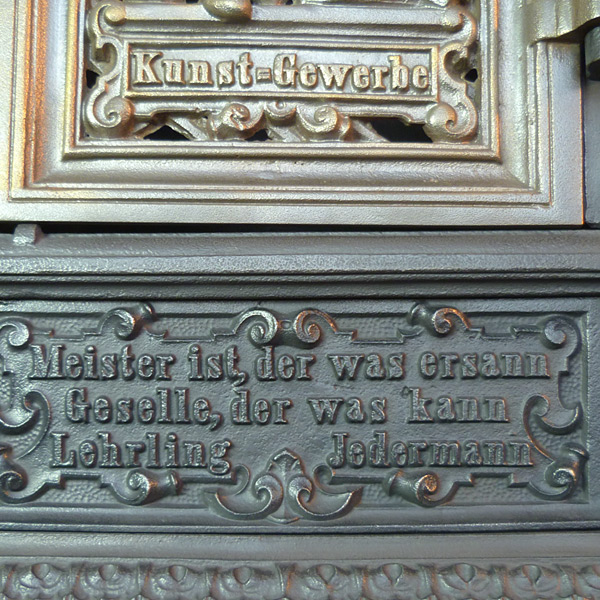 Kunst=Gewerbe
Meister ist, der was ersann
Geselle, der was kann
Lehrling Jedermann